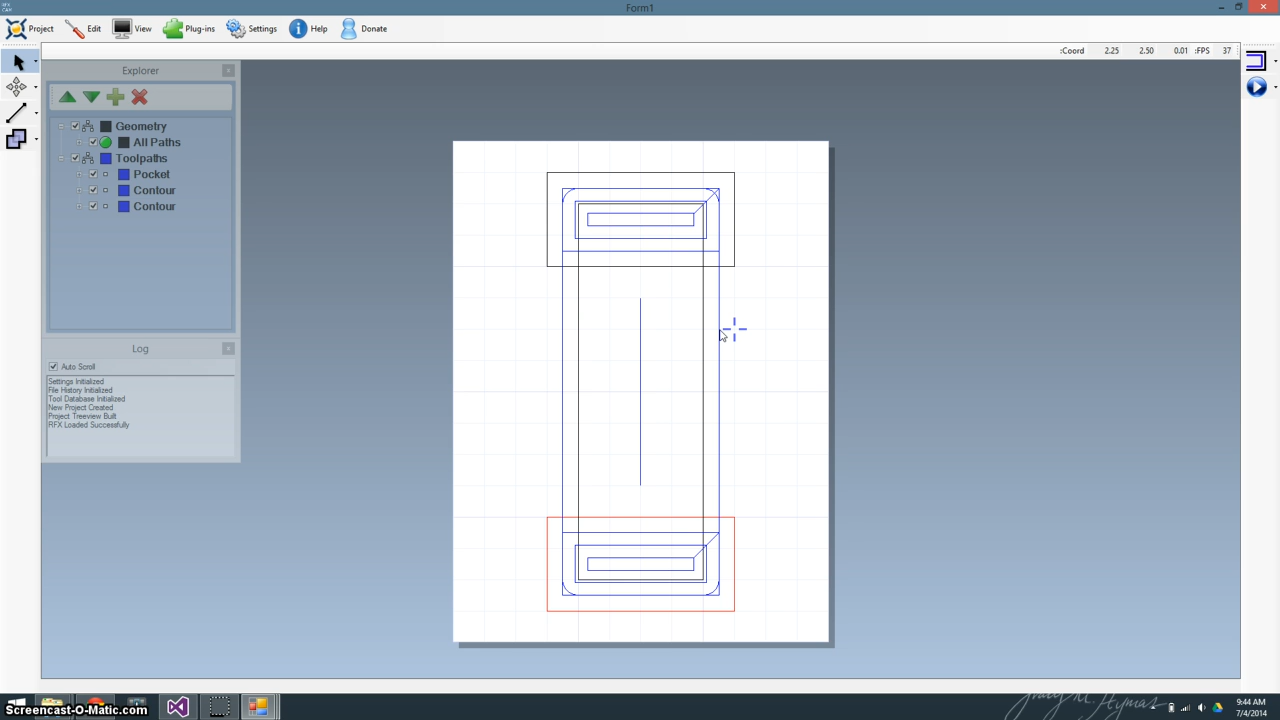 RFX
CAM
Form1
Project Edit View Plug-ins Settings Help Donate
:Coord 2.25 2.50 0.01 :FPS 37
Explorer
Geometry
All Paths
Toolpaths
Pocket
Contour
Contour
Log
Auto Scroll
Settings Initialized
File History Initialized
Tool Database Initialized
New Project Created
Project Treeview Built
RFX Loaded Successfully
Screencast-O-Matic.com
9:44 AM
7/4/2014